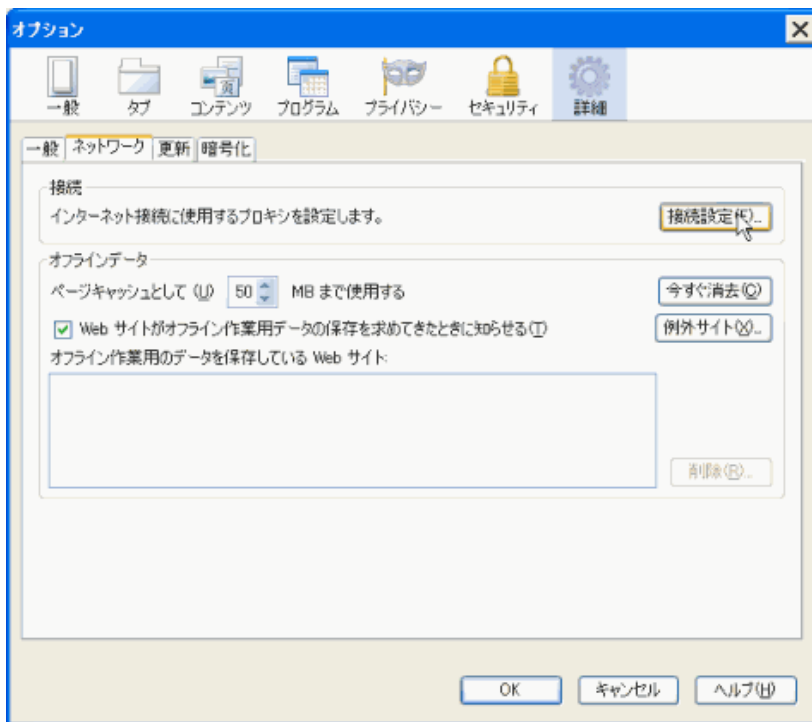 オプション
一般 タブ コンテンツ プログラム プライバシー セキュリティ 詳細
一般 ネットワーク 更新 暗号化
接続
インターネット接続に使用するプロキシを設定します。 接続設定(E)...
オフラインデータ
ページキャッシュとして (U) 50 MB まで使用する 今すぐ消去(C)
Web サイトがオフライン作業用データの保存を求めてきたときに知らせる(T) 例外サイト(X)...
オフライン作業用のデータを保存している Web サイト:
削除(R)...
OK キャンセル ヘルプ(H)